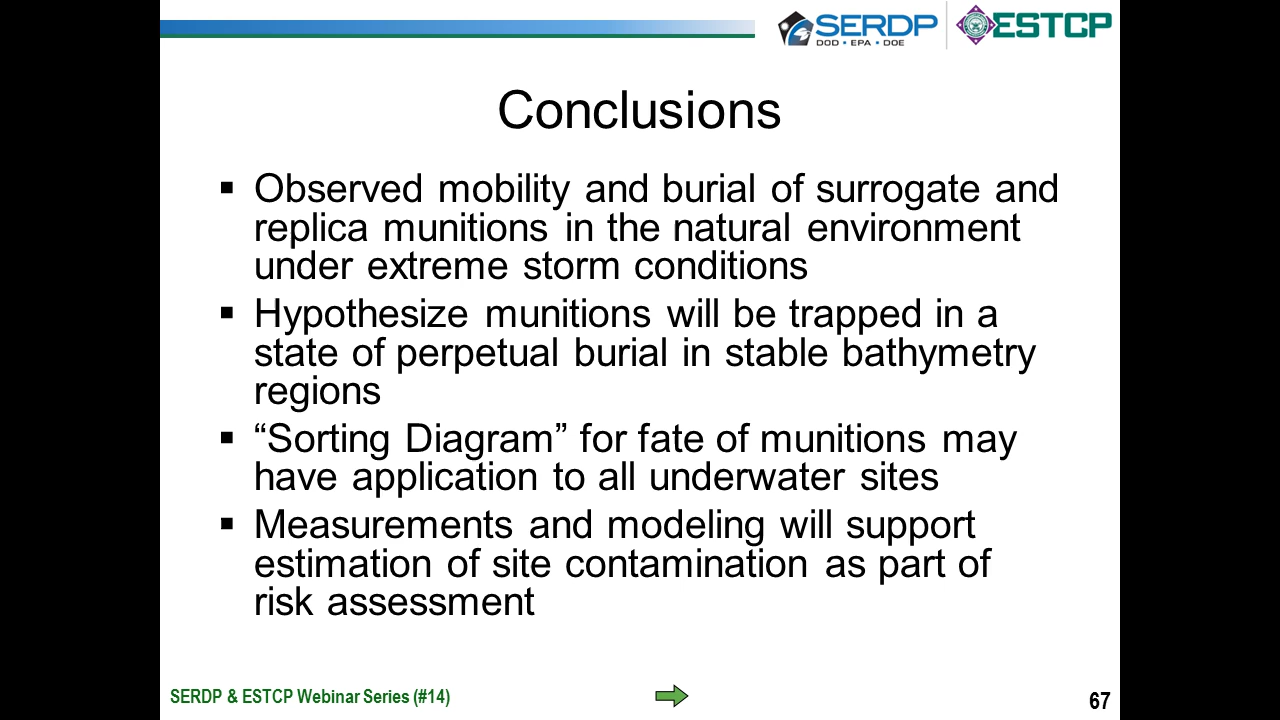 SERDP
DOD • EPA • DOE
ESTCP
Conclusions
▪ Observed mobility and burial of surrogate and
replica munitions in the natural environment
under extreme storm conditions
▪ Hypothesize munitions will be trapped in a
state of perpetual burial in stable bathymetry
regions
▪ “Sorting Diagram” for fate of munitions may
have application to all underwater sites
▪ Measurements and modeling will support
estimation of site contamination as part of
risk assessment
SERDP & ESTCP Webinar Series (#14)
67